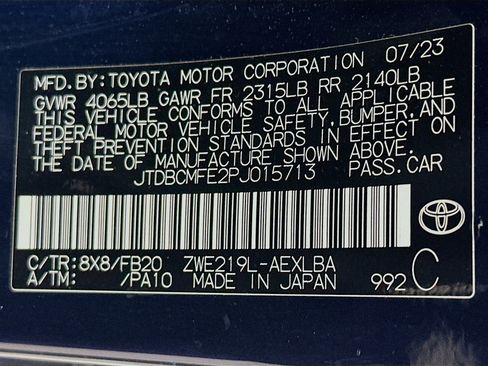 MFD. BY: TOYOTA MOTOR CORPORATION 07/23
GVWR 4065LB GAWR FR 2315LB RR 2140LB
THIS VEHICLE CONFORMS TO ALL APPLICABLE
FEDERAL MOTOR VEHICLE SAFETY, BUMPER, AND
THEFT PREVENTION STANDARDS IN EFFECT ON
THE DATE OF MANUFACTURE SHOWN ABOVE.
JTDBCMFE2PJ015713 PASS. CAR
C/TR: 8X8/FB20 ZWE219L-AEXLBA
A/TM: /PA10 MADE IN JAPAN 992 C